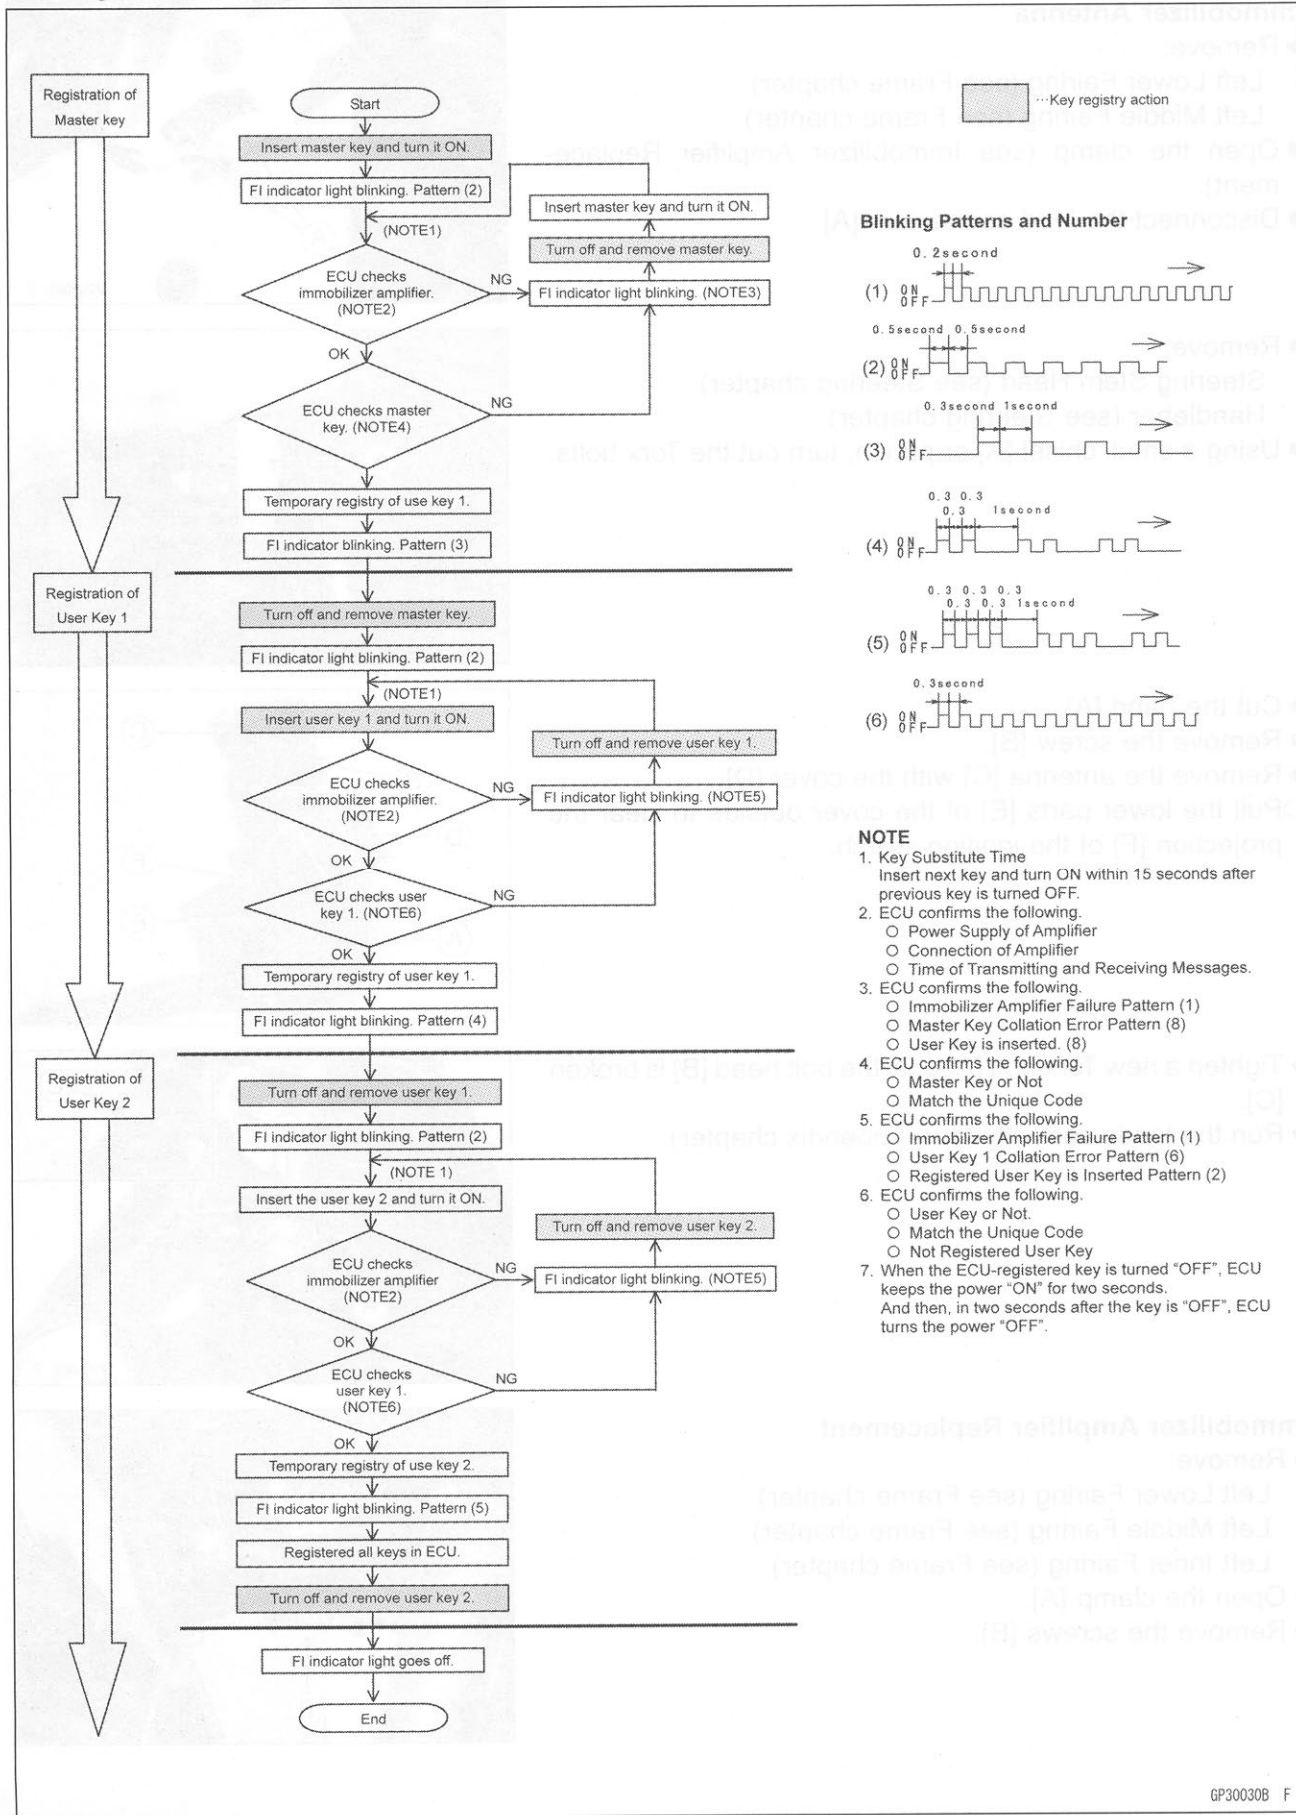 Registration of
Master key
Start
Insert master key and turn it ON.
FI indicator light blinking. Pattern (2)
(NOTE1)
ECU checks
immobilizer amplifier.
(NOTE2)
NG
Insert master key and turn it ON.
Turn off and remove master key.
FI indicator light blinking. (NOTE3)
OK
ECU checks master
key. (NOTE4)
NG
Temporary registry of use key 1.
FI indicator blinking. Pattern (3)
Registration of
User Key 1
Turn off and remove master key.
FI indicator light blinking. Pattern (2)
(NOTE1)
Insert user key 1 and turn it ON.
Turn off and remove user key 1.
ECU checks
immobilizer amplifier.
(NOTE2)
NG
FI indicator light blinking. (NOTE5)
OK
ECU checks user
key 1. (NOTE6)
NG
OK
Temporary registry of user key 1.
FI indicator light blinking. Pattern (4)
Registration of
User Key 2
Turn off and remove user key 1.
FI indicator light blinking. Pattern (2)
(NOTE 1)
Insert the user key 2 and turn it ON.
Turn off and remove user key 2.
ECU checks
immobilizer amplifier
(NOTE2)
NG
FI indicator light blinking. (NOTE5)
OK
ECU checks
user key 1.
(NOTE6)
NG
OK
Temporary registry of use key 2.
FI indicator light blinking. Pattern (5)
Registered all keys in ECU.
Turn off and remove user key 2.
FI indicator light goes off.
End
···Key registry action
Blinking Patterns and Number
0.2second
(1) ON
OFF
0.5second 0.5second
(2) ON
OFF
0.3second 1second
(3) ON
OFF
0.3 0.3
0.3 1second
(4) ON
OFF
0.3 0.3 0.3
0.3 0.3 1second
(5) ON
OFF
0.3second
(6) ON
OFF
NOTE
1. Key Substitute Time
Insert next key and turn ON within 15 seconds after
previous key is turned OFF.
2. ECU confirms the following.
○ Power Supply of Amplifier
○ Connection of Amplifier
○ Time of Transmitting and Receiving Messages.
3. ECU confirms the following.
○ Immobilizer Amplifier Failure Pattern (1)
○ Master Key Collation Error Pattern (8)
○ User Key is inserted. (8)
4. ECU confirms the following.
○ Master Key or Not
○ Match the Unique Code
5. ECU confirms the following.
○ Immobilizer Amplifier Failure Pattern (1)
○ User Key 1 Collation Error Pattern (6)
○ Registered User Key is Inserted Pattern (2)
6. ECU confirms the following.
○ User Key or Not.
○ Match the Unique Code
○ Not Registered User Key
7. When the ECU-registered key is turned “OFF”, ECU
keeps the power “ON” for two seconds.
And then, in two seconds after the key is “OFF”, ECU
turns the power “OFF”.
GP30030B F